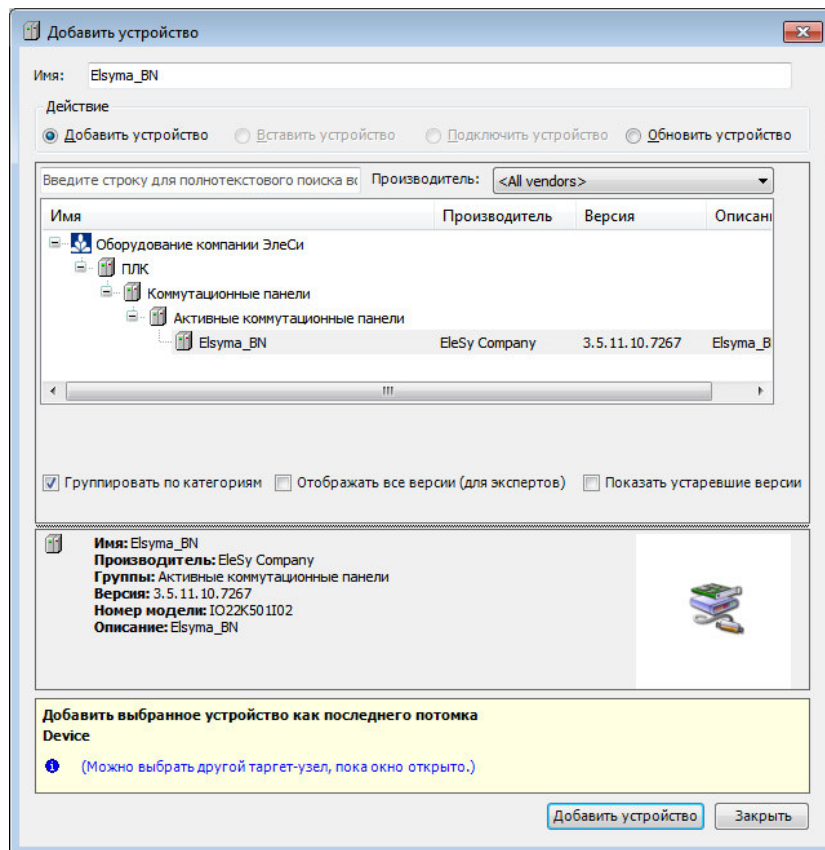 Добавить устройство
Имя: Elsyma_BN
Действие
Добавить устройство Вставить устройство Подключить устройство Обновить устройство
Введите строку для полнотекстового поиска вс Производитель: <All vendors>
Имя Производитель Версия Описани
Оборудование компании ЭлеСи
ПЛК
Коммутационные панели
Активные коммутационные панели
Elsyma_BN EleSy Company 3.5.11.10.7267 Elsyma_B
Группировать по категориям Отображать все версии (для экспертов) Показать устаревшие версии
Имя: Elsyma_BN
Производитель: EleSy Company
Группы: Активные коммутационные панели
Версия: 3.5.11.10.7267
Номер модели: IO22K501I02
Описание: Elsyma_BN
Добавить выбранное устройство как последнего потомка
Device
(Можно выбрать другой таргет-узел, пока окно открыто.)
Добавить устройство Закрыть